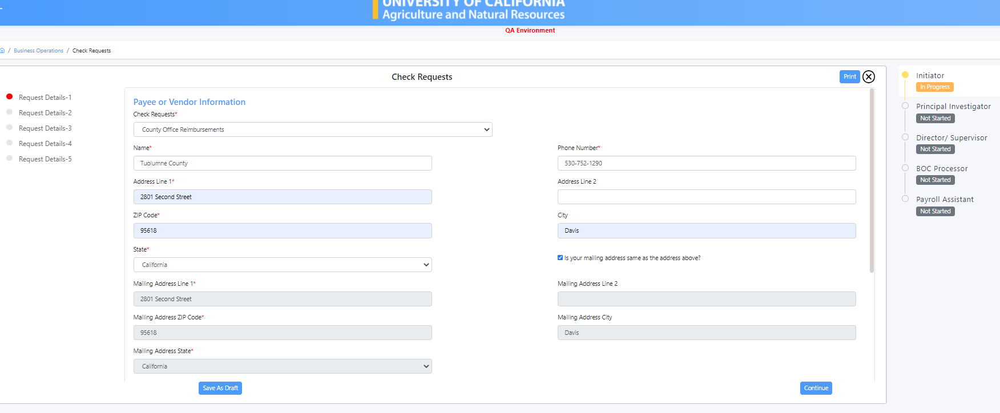 UNIVERSITY OF CALIFORNIA
Agriculture and Natural Resources
QA Environment
/ Business Operations / Check Requests
Check Requests
Print
Request Details-1
Request Details-2
Request Details-3
Request Details-4
Request Details-5
Payee or Vendor Information
Check Requests*
County Office Reimbursements
Name*
Phone Number*
Tuolumne County
530-752-1290
Address Line 1*
Address Line 2
2801 Second Street
ZIP Code*
City
95618
Davis
State*
California
Is your mailing address same as the address above?
Mailing Address Line 1*
Mailing Address Line 2
2801 Second Street
Mailing Address ZIP Code*
Mailing Address City
95618
Davis
Mailing Address State*
California
Save As Draft
Continue
Initiator
In Progress
Principal Investigator
Not Started
Director/ Supervisor
Not Started
BOC Processor
Not Started
Payroll Assistant
Not Started